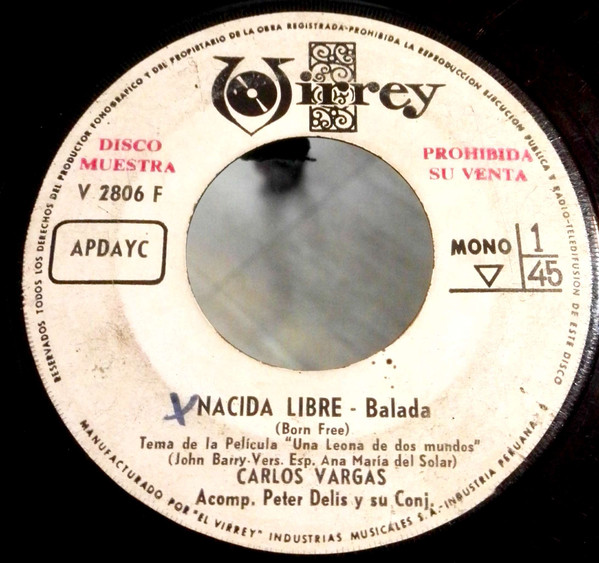 RESERVADOS TODOS LOS DERECHOS DEL PRODUCTOR FONOGRAFICO Y DEL PROPIETARIO DE LA OBRA REGISTRADA-PROHIBIDA LA REPRODUCCION EJECUCION PUBLICA Y RADIO-TELEDIFUSION DE ESTE DISCO
Virrey
DISCO
MUESTRA
PROHIBIDA
SU VENTA
V 2806 F
APDAYC
MONO 1
45
NACIDA LIBRE - Balada
(Born Free)
Tema de la Película "Una Leona de dos mundos"
(John Barry-Vers. Esp. Ana María del Solar)
CARLOS VARGAS
Acomp. Peter Delis y su Conj.
MANUFACTURADO POR "EL VIRREY" INDUSTRIAS MUSICALES S.A.-INDUSTRIA PERUANA